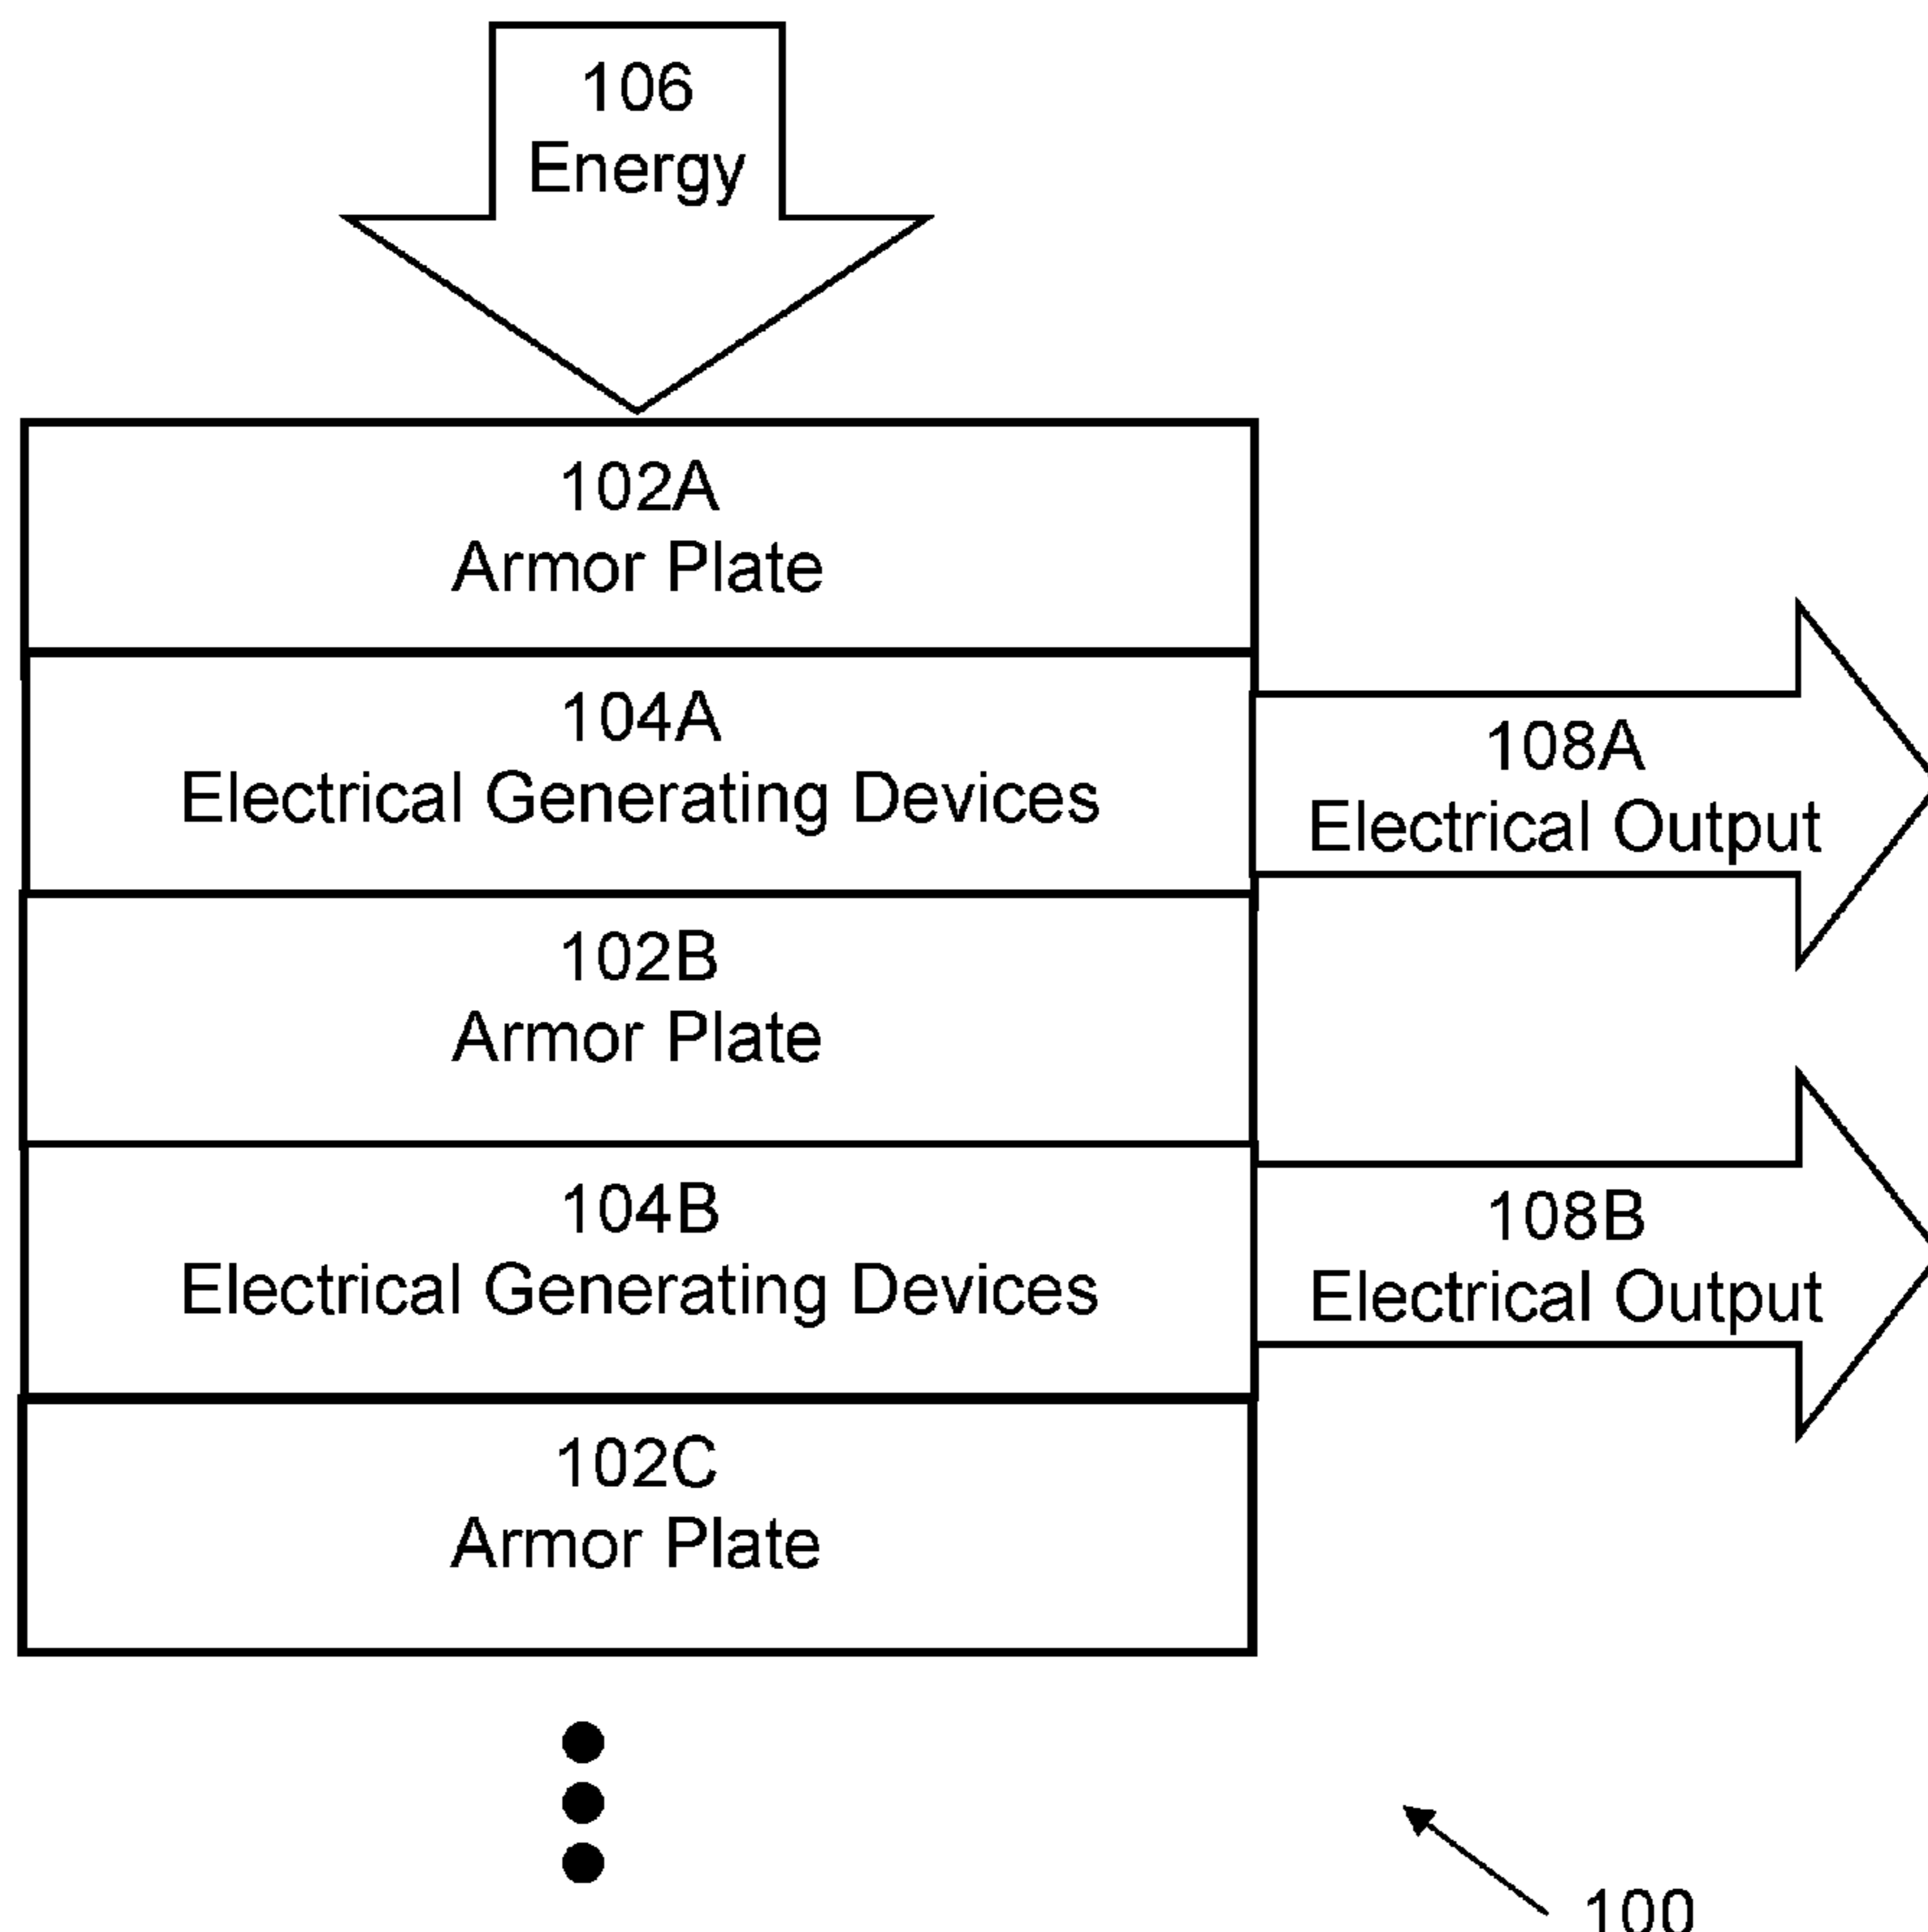 106
Energy
102A
Armor Plate
104A
Electrical Generating Devices
108A
Electrical Output
102B
Armor Plate
104B
Electrical Generating Devices
108B
Electrical Output
102C
Armor Plate
100